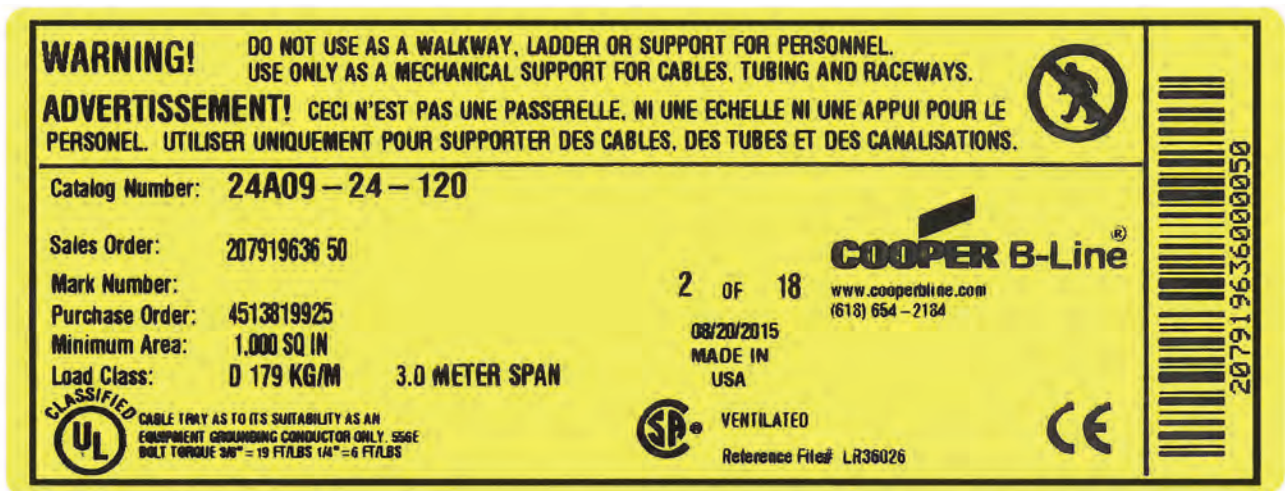 WARNING! DO NOT USE AS A WALKWAY, LADDER OR SUPPORT FOR PERSONNEL.
USE ONLY AS A MECHANICAL SUPPORT FOR CABLES, TUBING AND RACEWAYS.
ADVERTISSEMENT! CECI N'EST PAS UNE PASSERELLE, NI UNE ECHELLE NI UNE APPUI POUR LE
PERSONEL. UTILISER UNIQUEMENT POUR SUPPORTER DES CABLES, DES TUBES ET DES CANALISATIONS.
Catalog Number: 24A09 – 24 – 120
Sales Order: 207919636 50
Mark Number:
Purchase Order: 4513819925
Minimum Area: 1.000 SQ IN
Load Class: D 179 KG/M 3.0 METER SPAN
CLASSIFIED
UL
CABLE TRAY AS TO ITS SUITABILITY AS AN
EQUIPMENT GROUNDING CONDUCTOR ONLY. 556E
BOLT TORQUE 3/8" = 19 FT/LBS 1/4" = 6 FT/LBS
2 OF 18
08/20/2015
MADE IN
USA
COOPER B-Line®
www.cooperbline.com
(618) 654-2184
SA®
VENTILATED
Reference File# LR36026
CE
20791963600005​0